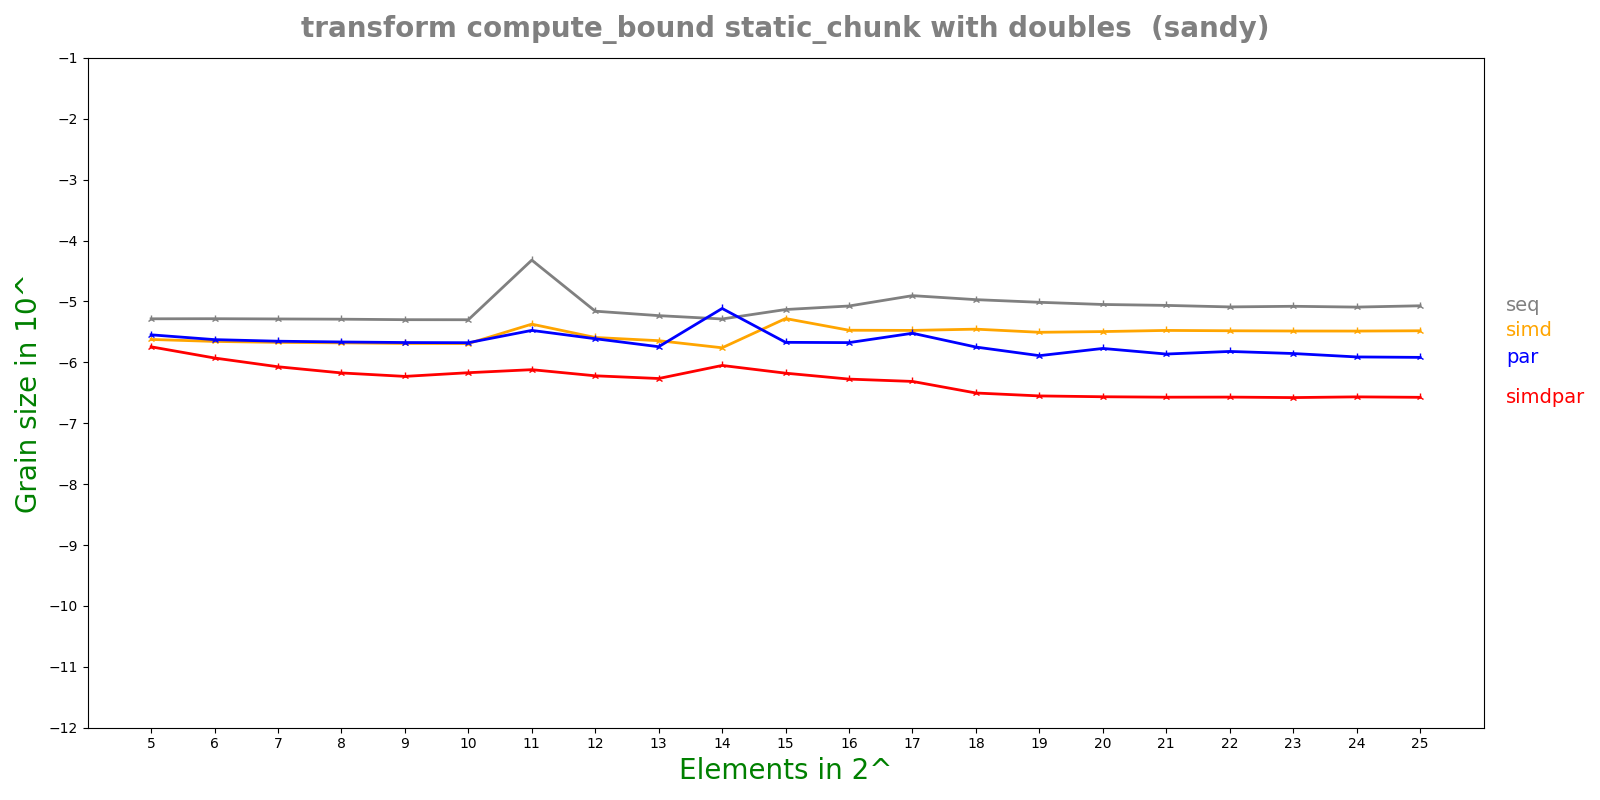 transform compute_bound static_chunk with doubles  (sandy)
−1
−2
−3
−4
−5
−6
−7
−8
−9
−10
−11
−12
Grain size in 10^
seq
simd
par
simdpar
5 6 7 8 9 10 11 12 13 14 15 16 17 18 19 20 21 22 23 24 25
Elements in 2^